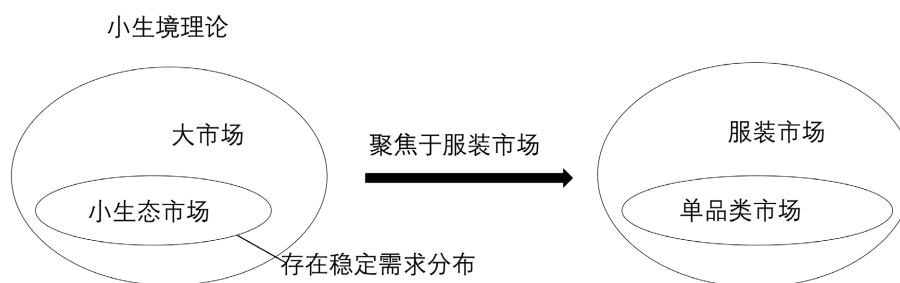 小生境理论
大市场
小生态市场
存在稳定需求分布
聚焦于服装市场
服装市场
单品类市场